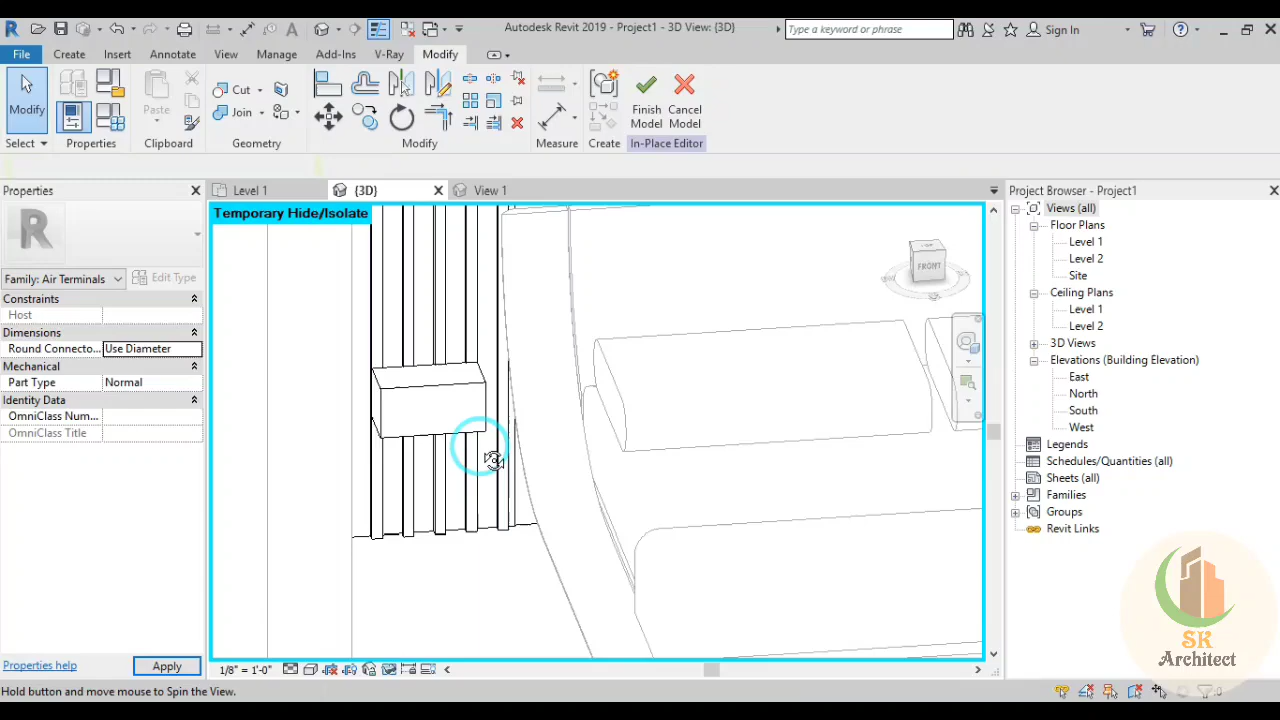 Autodesk Revit 2019 - Project1 - 3D View: {3D}
Type a keyword or phrase
Sign In
File Create Annotate Insert View Manage Add-Ins V-Ray Modify
Modify
Paste
Cut
Join
Finish Model
Cancel Model
Select Properties Clipboard Geometry Modify Measure Create In-Place Editor
Properties
Level 1
{3D}
View 1
Project Browser - Project1
R
Family: Air Terminals
Edit Type
Constraints
Host
Dimensions
Round Connecto... Use Diameter
Mechanical
Part Type Normal
Identity Data
OmniClass Num...
OmniClass Title
Properties help
Apply
Temporary Hide/Isolate
FRONT
1/8" = 1'-0"
Views (all)
Floor Plans
Level 1
Level 2
Site
Ceiling Plans
Level 1
Level 2
3D Views
Elevations (Building Elevation)
East
North
South
West
Legends
Schedules/Quantities (all)
Sheets (all)
Families
Groups
Revit Links
SK
Architect
Hold button and move mouse to Spin the View.
:0